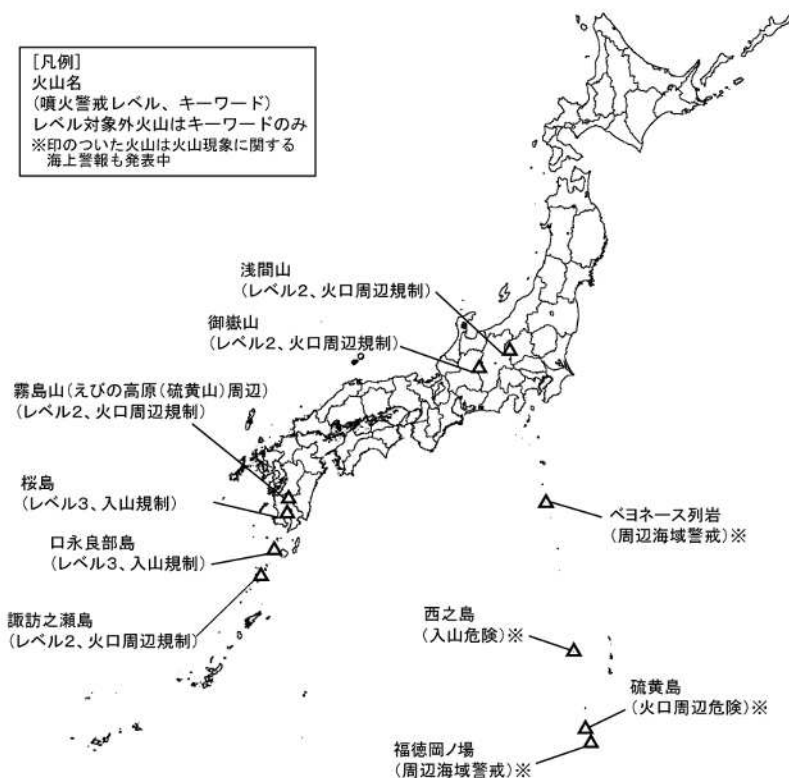 [凡例]
火山名
(噴火警戒レベル、キーワード)
レベル対象外火山はキーワードのみ
※印のついた火山は火山現象に関する
海上警報も発表中
浅間山
(レベル2、火口周辺規制)
御嶽山
(レベル2、火口周辺規制)
霧島山(えびの高原(硫黄山)周辺)
(レベル2、火口周辺規制)
桜島
(レベル3、入山規制)
口永良部島
(レベル3、入山規制)
諏訪之瀬島
(レベル2、火口周辺規制)
ベヨネース列岩
(周辺海域警戒)※
西之島
(入山危険)※
硫黄島
(火口周辺危険)※
福徳岡ノ場
(周辺海域警戒)※